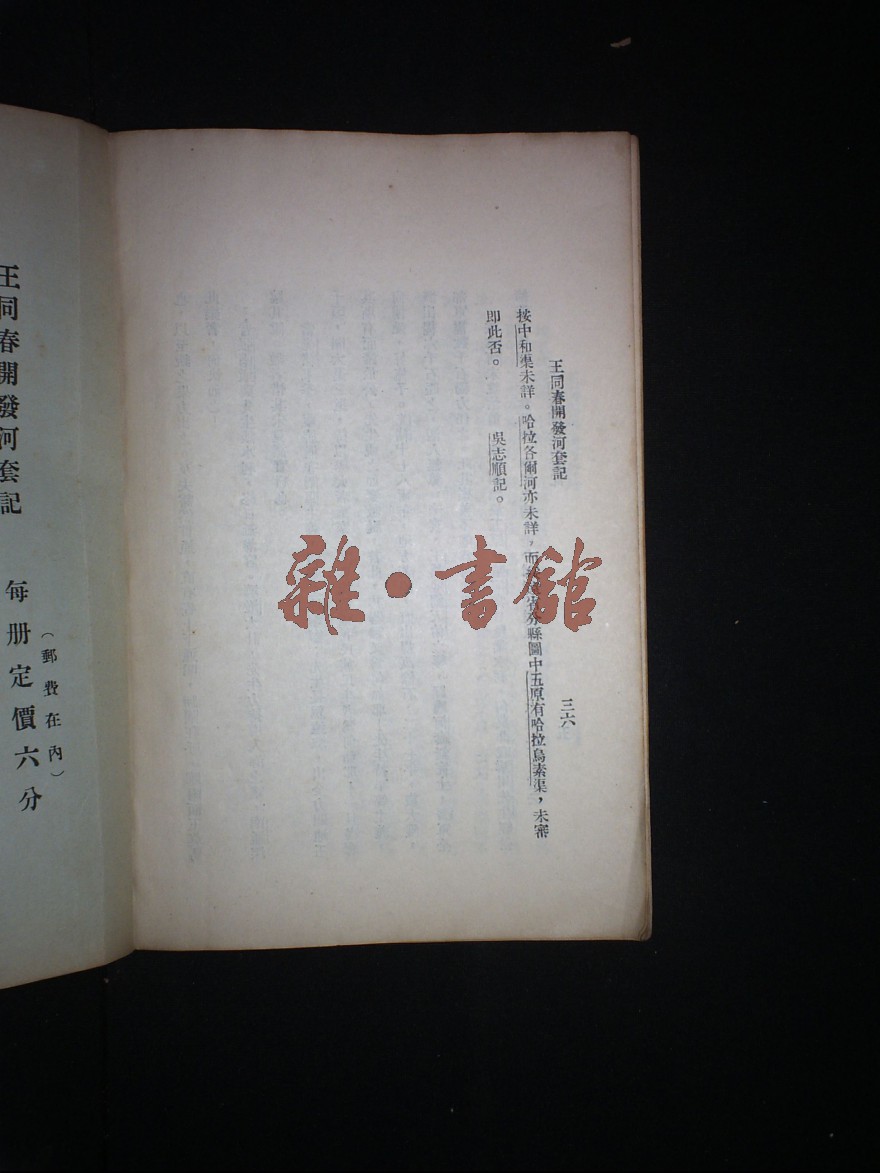 王同春開發河套記
三六
按中和渠未詳。哈拉各爾河亦未詳，而 分縣圖中五原有哈拉烏素渠，未審
即此否。　　吳志順記。
王同春開發河套記　每册定價六分
（郵費在內）
雜·書館